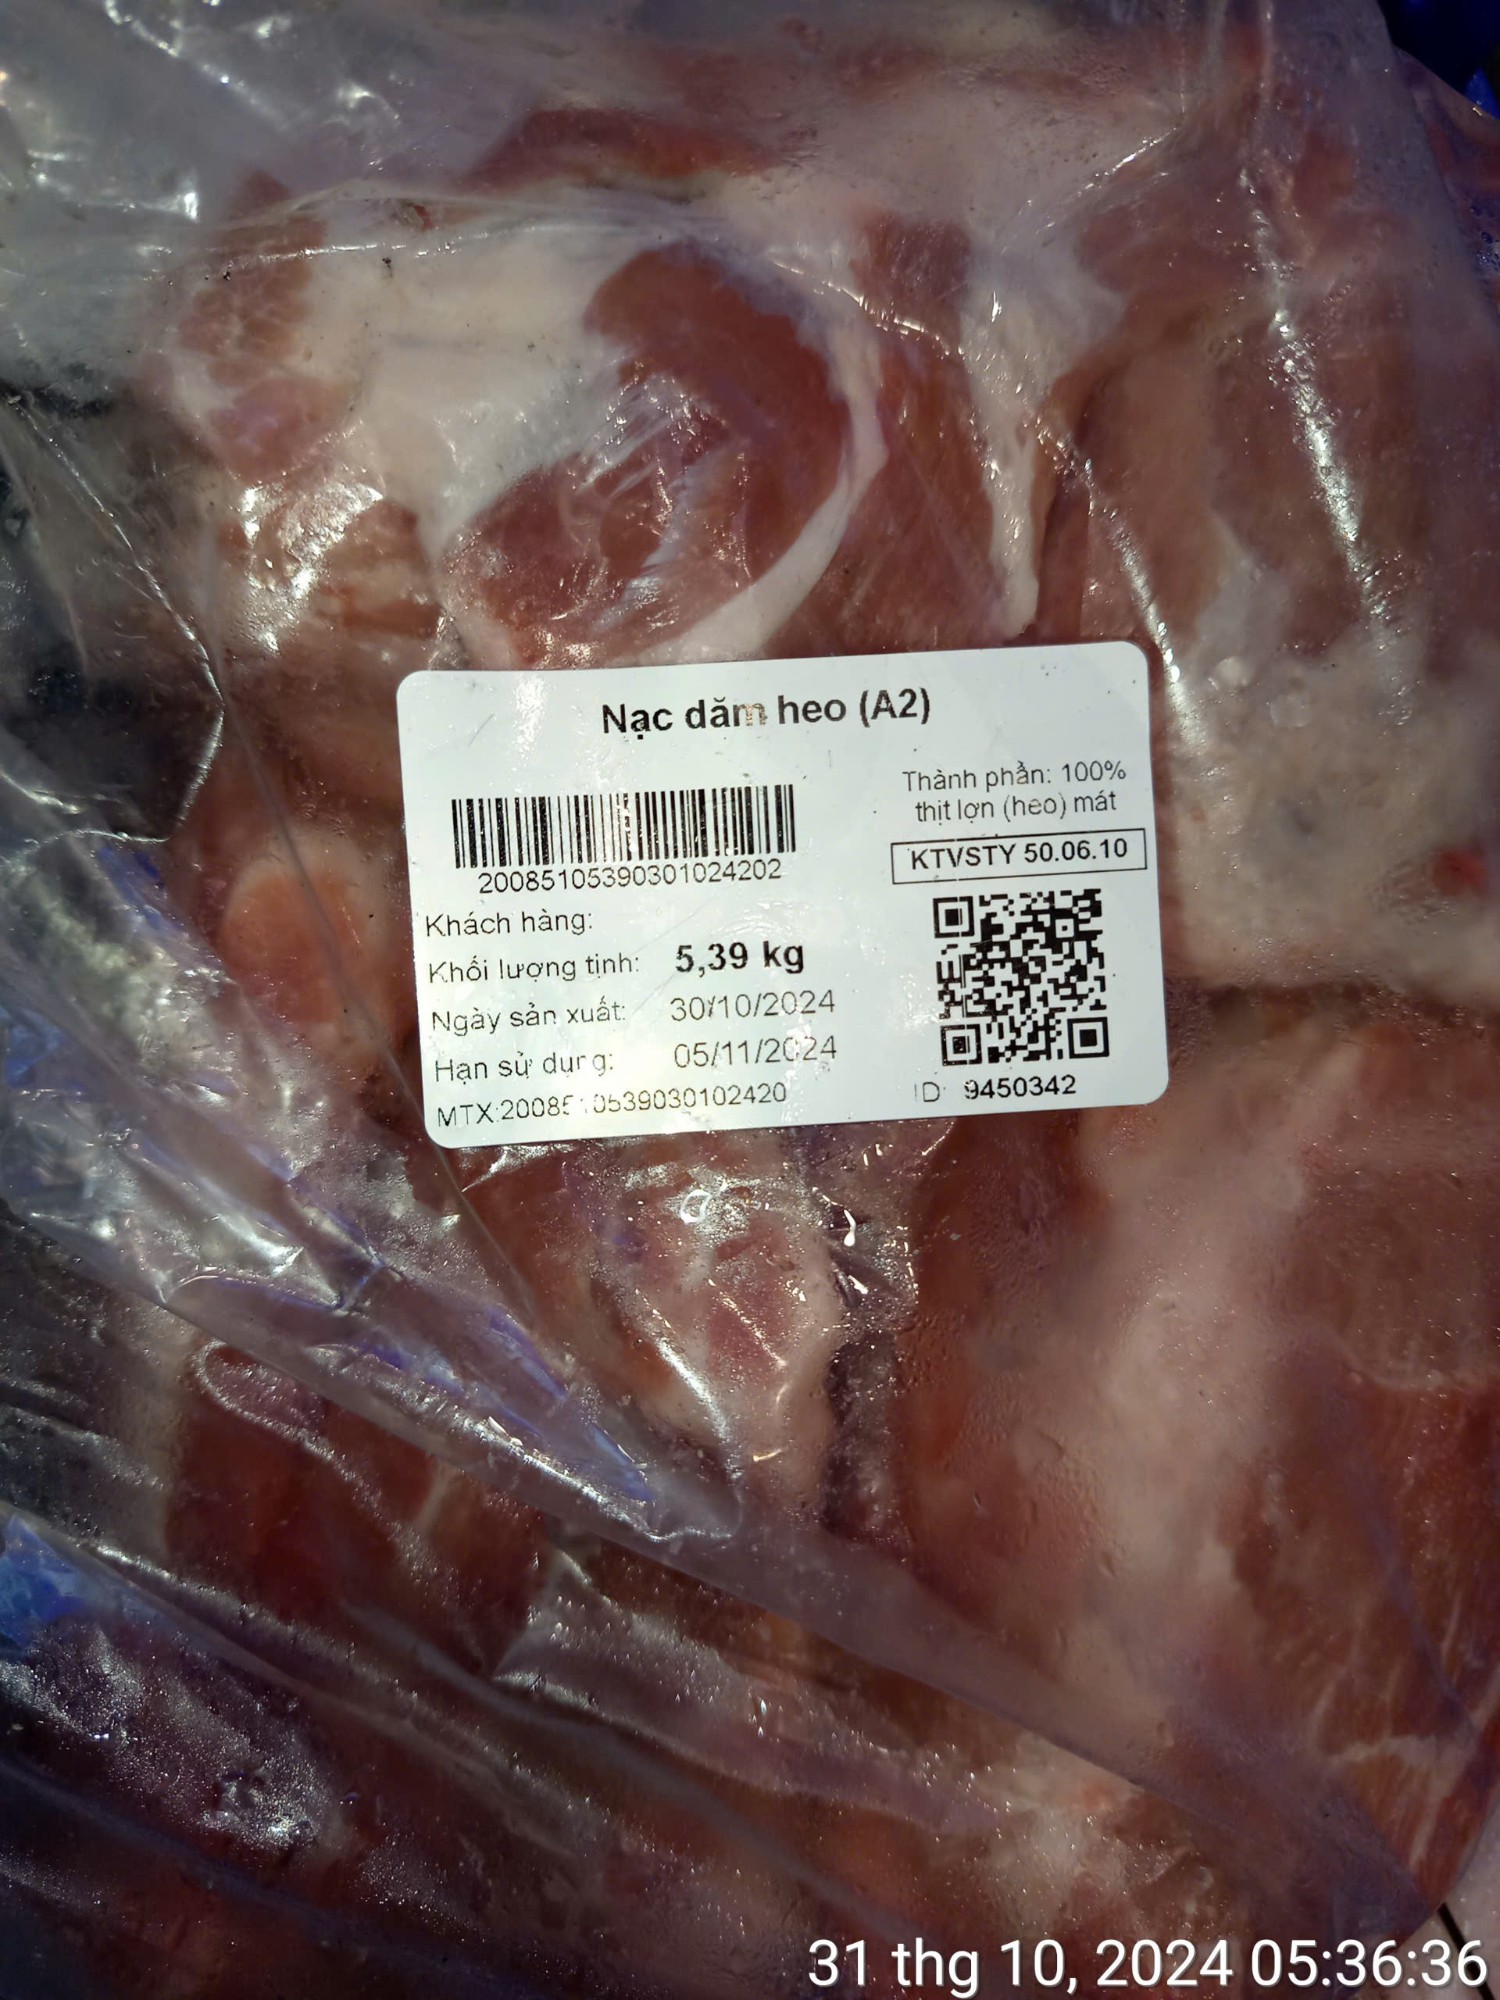 Nạc dăm heo (A2)
20085105390301024202
Thành phần: 100%
thịt lợn (heo) mát
KTVSTY 50.06.10
Khách hàng:
Khối lượng tịnh: 5,39 kg
Ngày sản xuất: 30/10/2024
Hạn sử dụng: 05/11/2024
MTX:2008510539030102420
ID: 9450342
31 thg 10, 2024 05:36:36